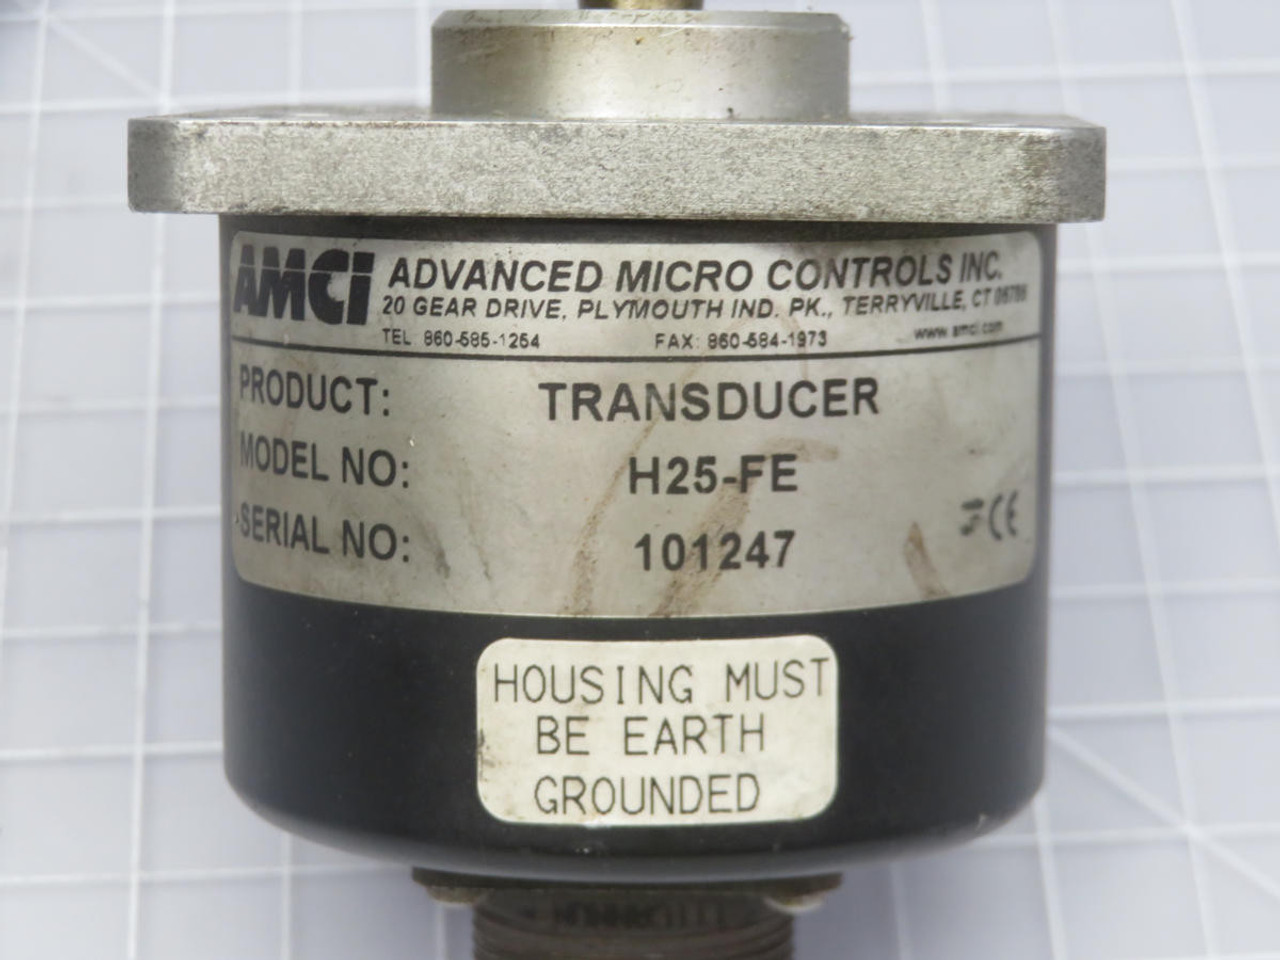 AMCI ADVANCED MICRO CONTROLS INC.
20 GEAR DRIVE, PLYMOUTH IND. PK., TERRYVILLE, CT 06786
TEL: 860-585-1254 FAX: 860-584-1973 www.amci.com
PRODUCT: TRANSDUCER
MODEL NO: H25-FE
SERIAL NO: 101247
CE
HOUSING MUST
BE EARTH
GROUNDED